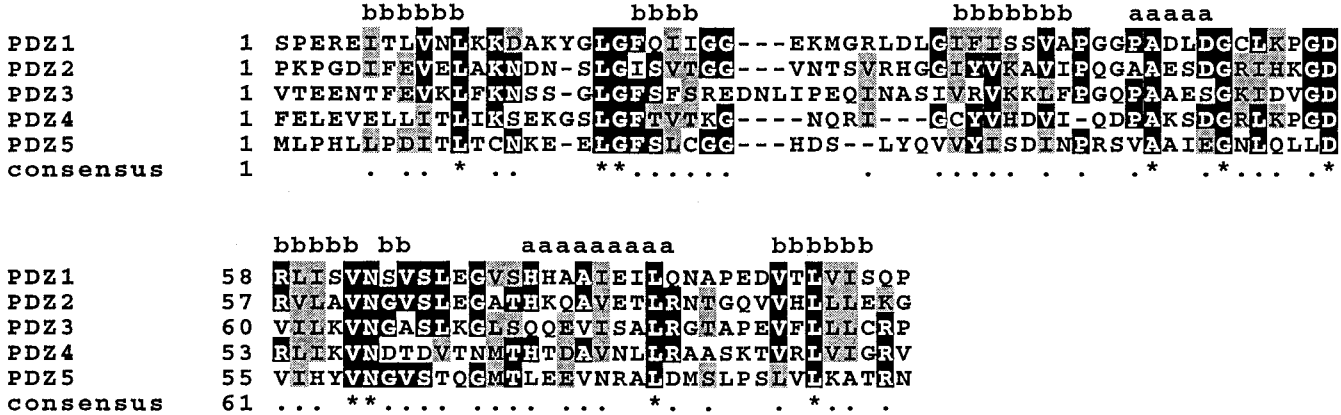 bbbbbb bbbb bbbbbbb aaaaa
PDZ1 1 SPEREITLVNLKKDAKYGLGFQIIGG---EKMGRLDLGIFISSVAPGGPADLDGCLKPGD
PDZ2 1 PKPGDIFEVELAKNDN-SLGISVTGG---VNTSVRHGGIYVKAVIPQGAAESDGRIHKGD
PDZ3 1 VTEENTFEVKLFKNSS-GLGFSFSREDNLIPEQINASIVRVKKLFPGQPAAESGKIDVGD
PDZ4 1 FELEVELLITLIKSEKGSLGFTVTKG----NQRI---GCYVHDVI-QDPAKSDGRLKPGD
PDZ5 1 MLPHLLPDITLTCNKE-ELGFSLCGG---HDS--LYQVVYISDINPRSVAAIEGNLQLLD
consensus 1 . .. * .. **...... . ..... . . .* .*... .*
bbbbb bb aaaaaaaaa bbbbbb
PDZ1 58 RLISVNSVSLEGVSHHAAIEILQNAPEDVTLVISQP
PDZ2 57 RVLAVNGVSLEGATHKQAVETLRNTGQVVHLLLEKG
PDZ3 60 VILKVNGASLKGLSQQEVISALRGTAPEVFLLLCRP
PDZ4 53 RLIKVNDTDVTNMTHTDAVNLLRAASKTVRLVIGRV
PDZ5 55 VIHYVNGVSTQGMTLEEVNRALDMSLPSLVLKATRN
consensus 61 ... **.... .... ... *. . . *.. .